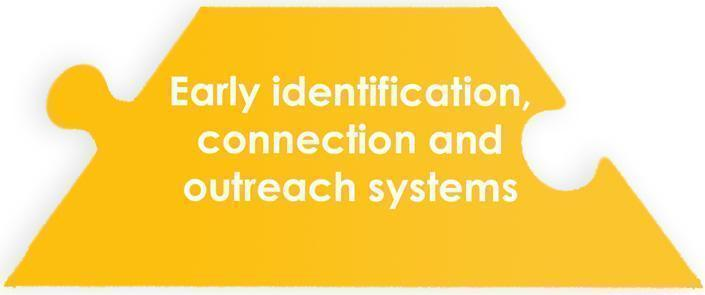 Early identification,
connection and
outreach systems